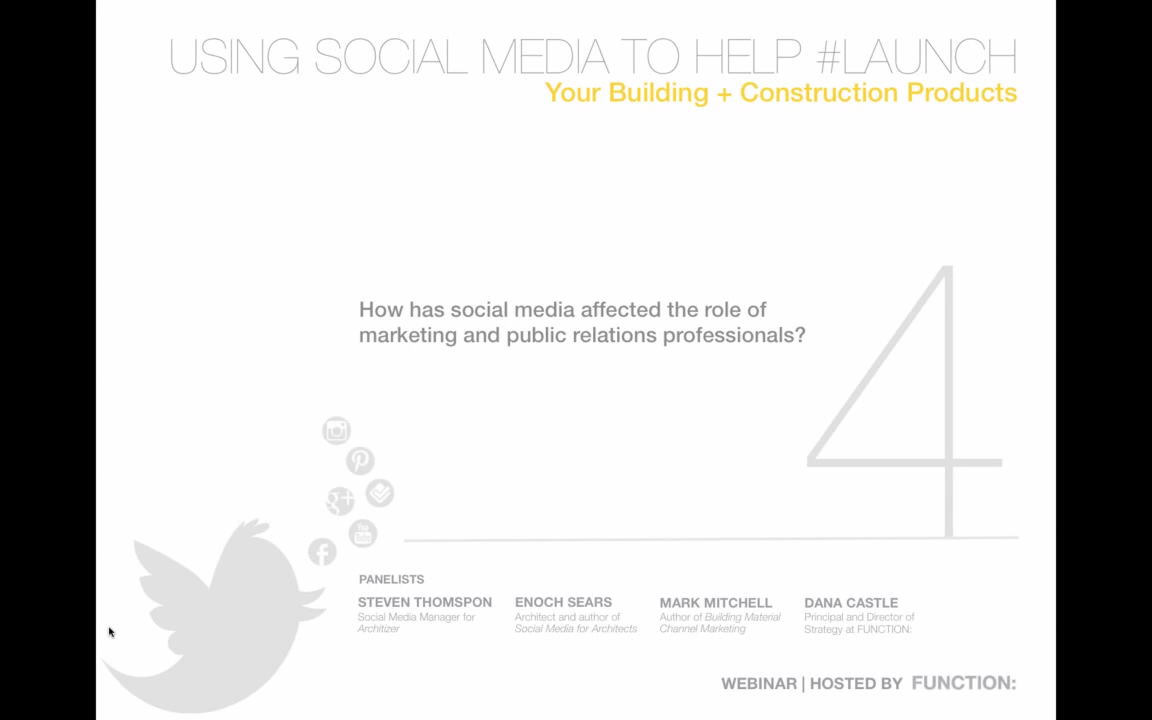 USING SOCIAL MEDIA TO HELP #LAUNCH
Your Building + Construction Products
How has social media affected the role of
marketing and public relations professionals?
4
g+
You
Tube
f
PANELISTS
STEVEN THOMSPON
Social Media Manager for
Architizer
ENOCH SEARS
Architect and author of
Social Media for Architects
MARK MITCHELL
Author of Building Material
Channel Marketing
DANA CASTLE
Principal and Director of
Strategy at FUNCTION:
WEBINAR | HOSTED BY FUNCTION: